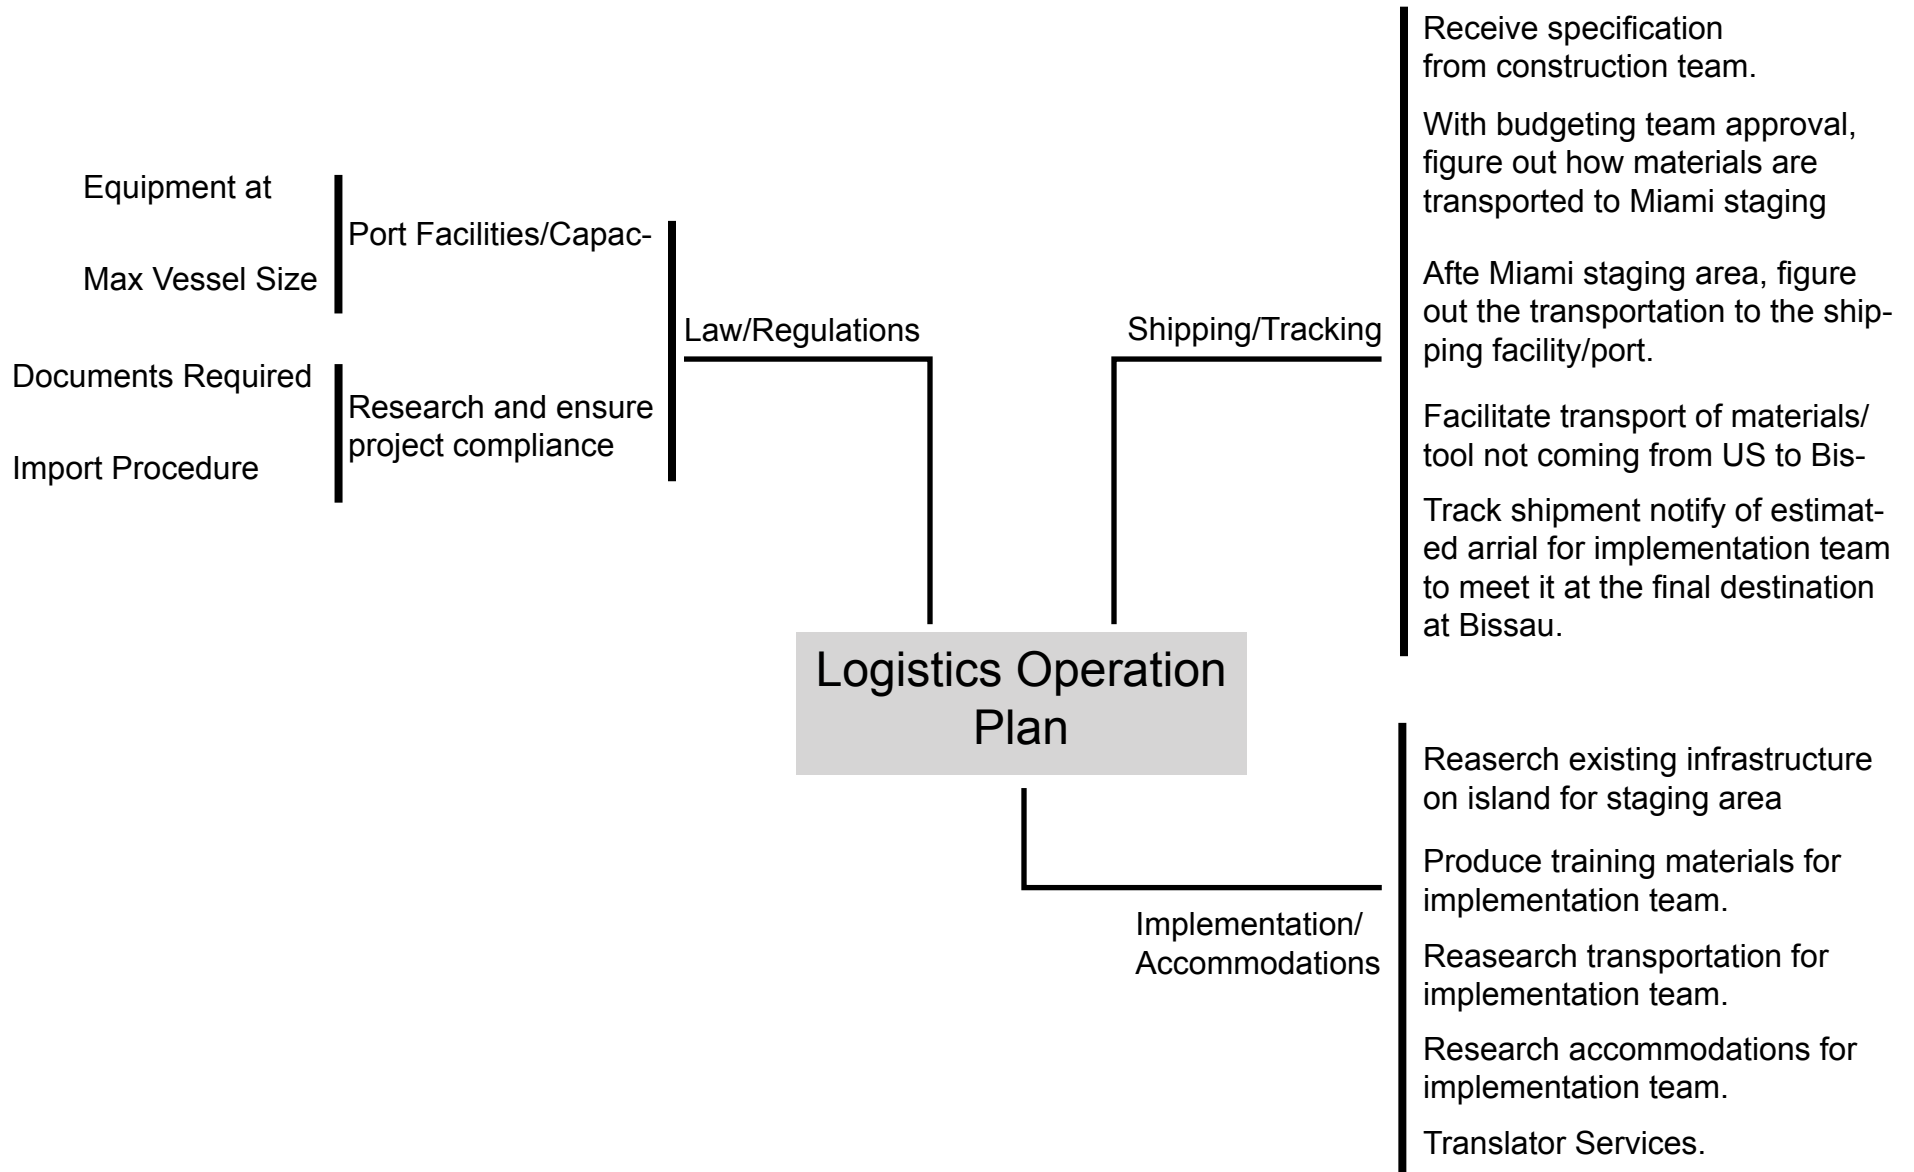 Equipment at
Max Vessel Size
Port Facilities/Capac-
Documents Required
Import Procedure
Research and ensure
project compliance
Law/Regulations
Shipping/Tracking
Receive specification
from construction team.
With budgeting team approval,
figure out how materials are
transported to Miami staging
Afte Miami staging area, figure
out the transportation to the ship-
ping facility/port.
Facilitate transport of materials/
tool not coming from US to Bis-
Track shipment notify of estimat-
ed arrial for implementation team
to meet it at the final destination
at Bissau.
Logistics Operation
Plan
Implementation/
Accommodations
Reaserch existing infrastructure
on island for staging area
Produce training materials for
implementation team.
Reasearch transportation for
implementation team.
Research accommodations for
implementation team.
Translator Services.